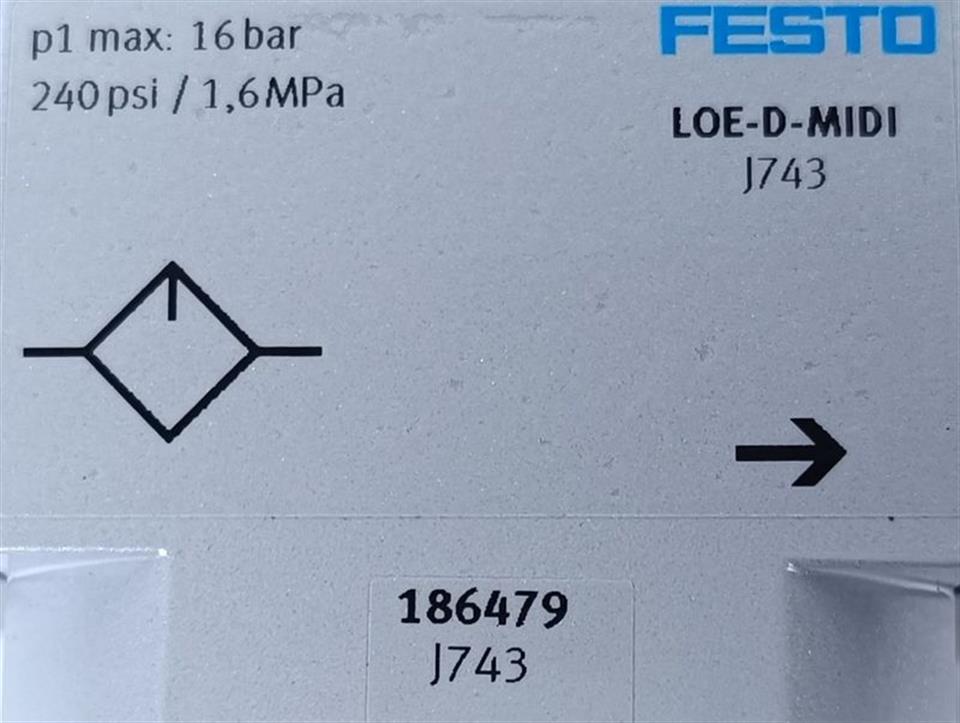 p1 max: 16 bar
240 psi / 1,6 MPa
FESTO
LOE-D-MIDI
J743
186479
J743